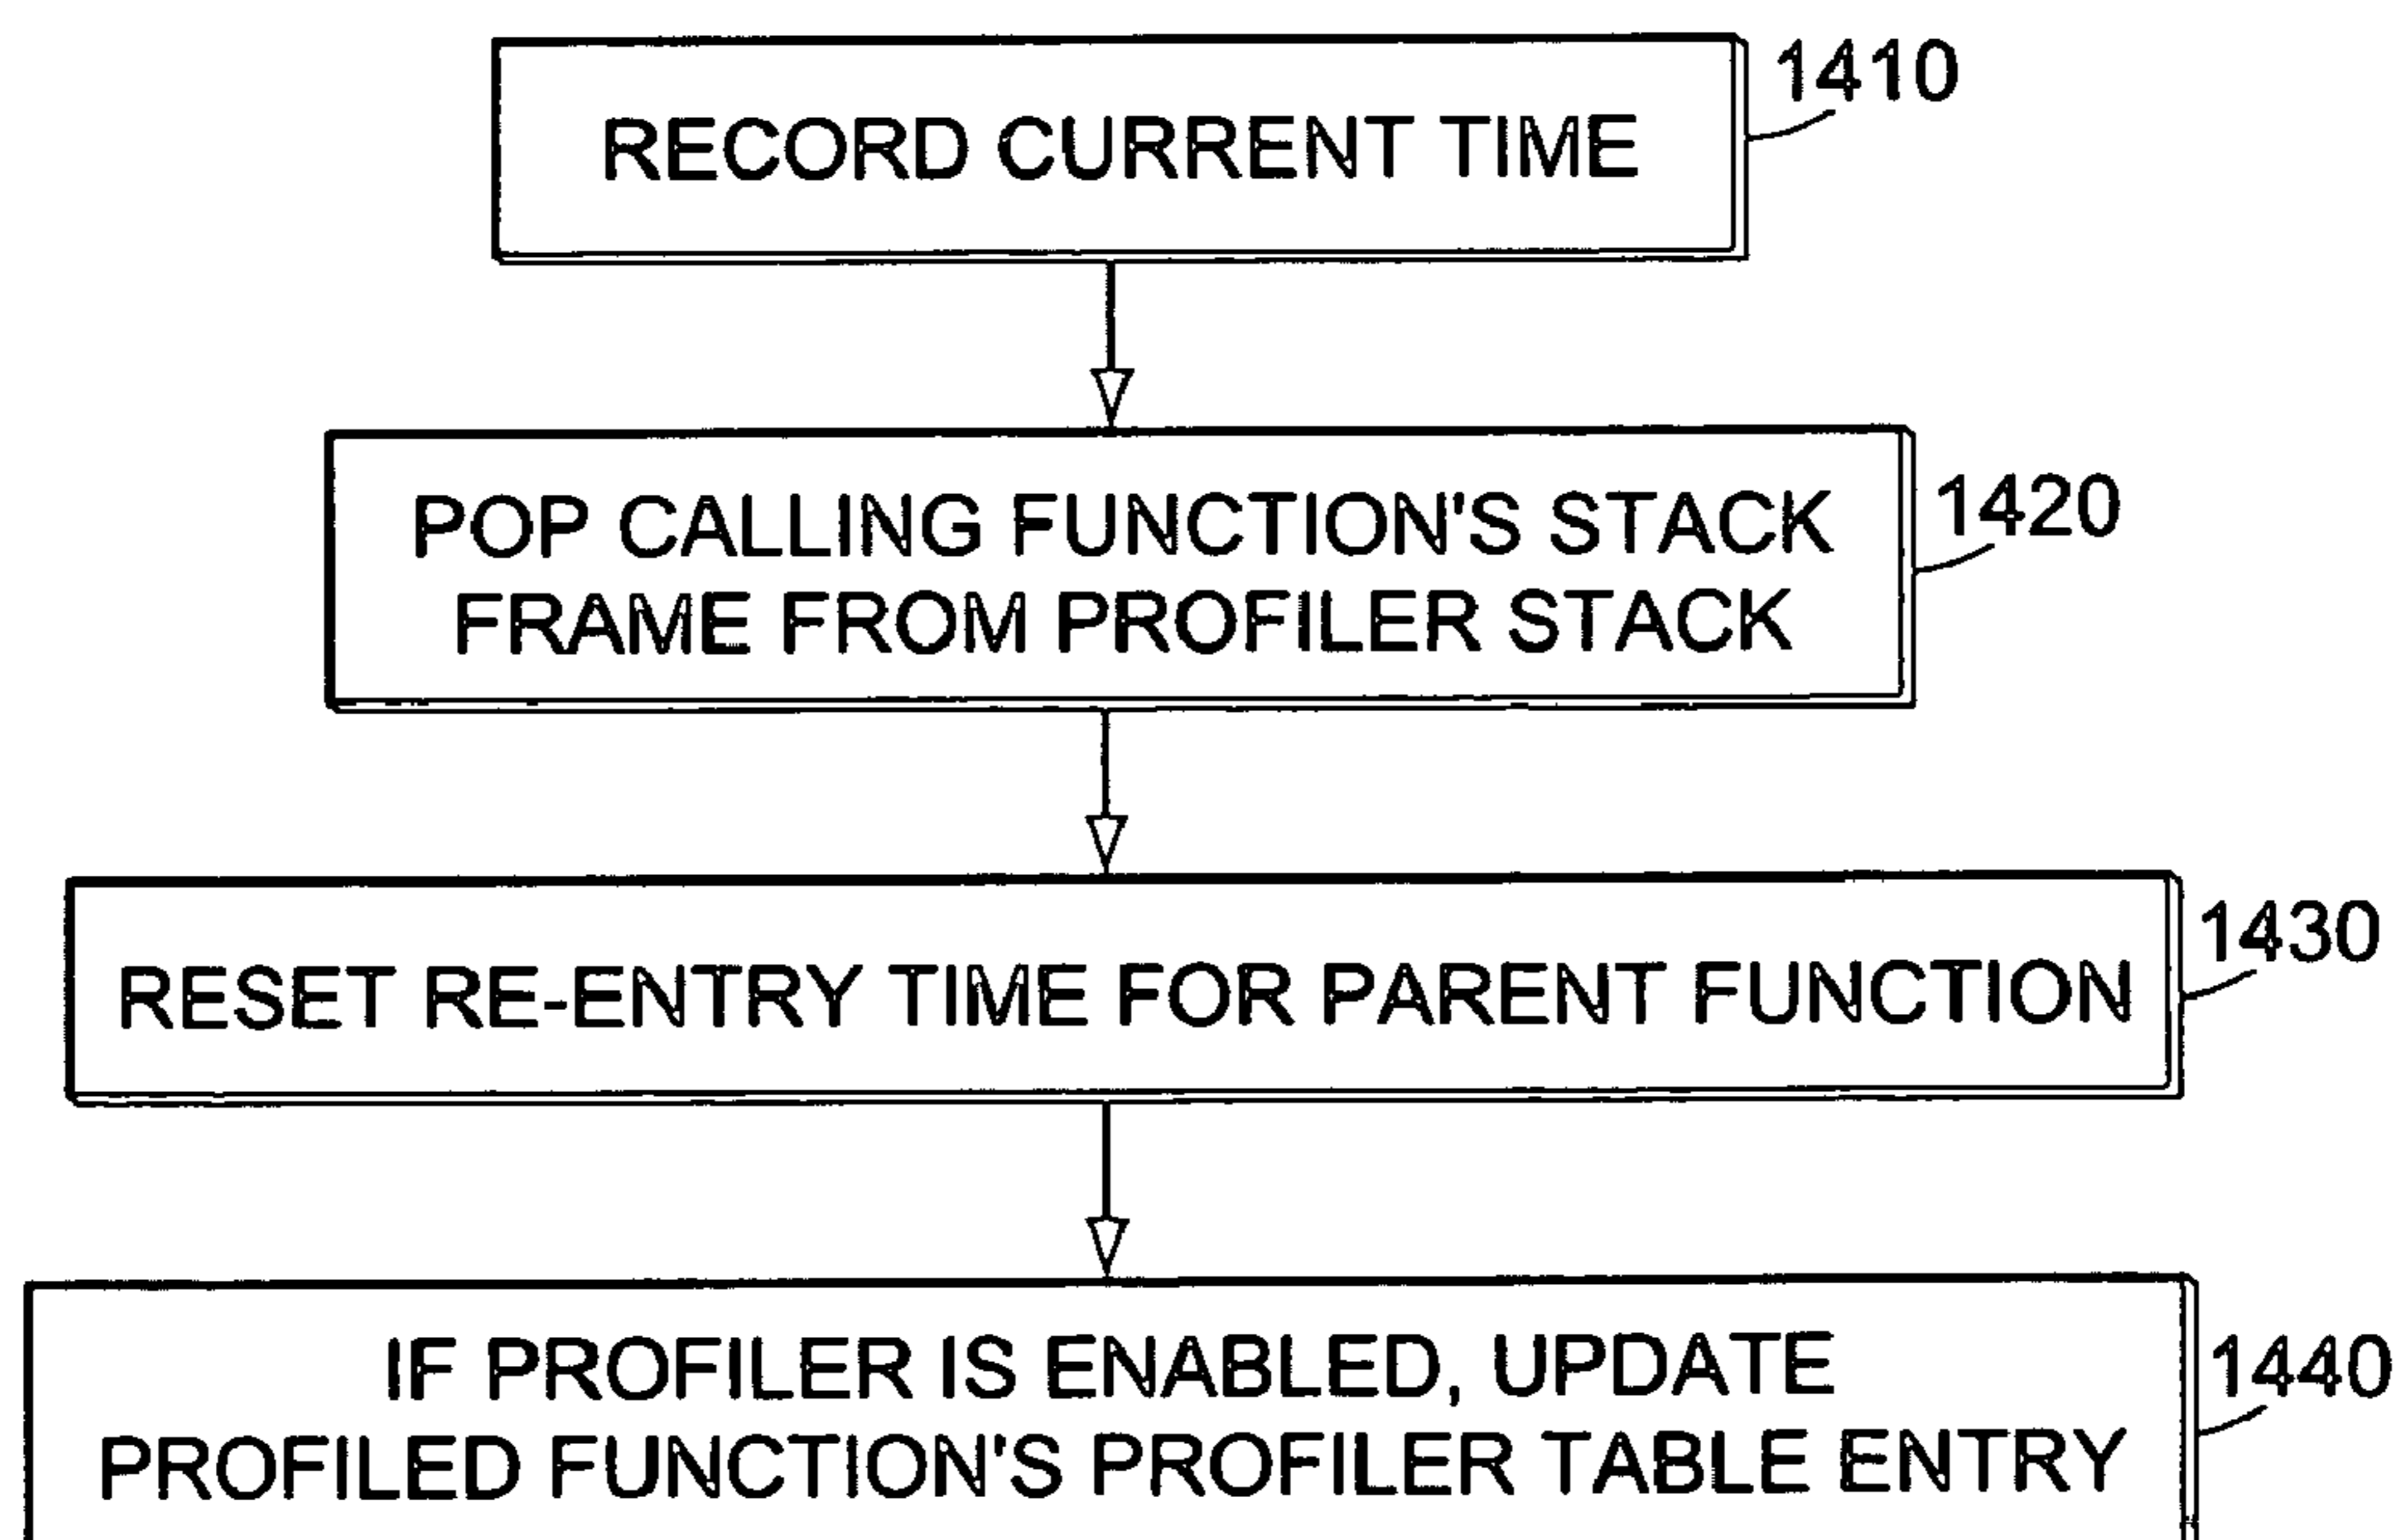 RECORD CURRENT TIME
1410
POP CALLING FUNCTION'S STACK
FRAME FROM PROFILER STACK
1420
RESET RE-ENTRY TIME FOR PARENT FUNCTION
1430
IF PROFILER IS ENABLED, UPDATE
PROFILED FUNCTION'S PROFILER TABLE ENTRY
1440